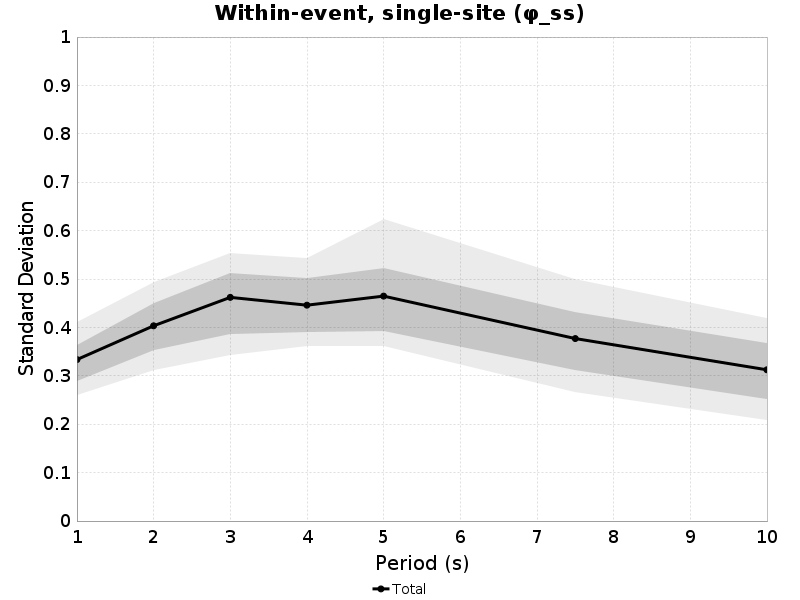 Within-event, single-site (φ_ss)
1
0.9
0.8
0.7
0.6
0.5
0.4
0.3
0.2
0.1
0
Standard Deviation
1 2 3 4 5 6 7 8 9 10
Period (s)
Total